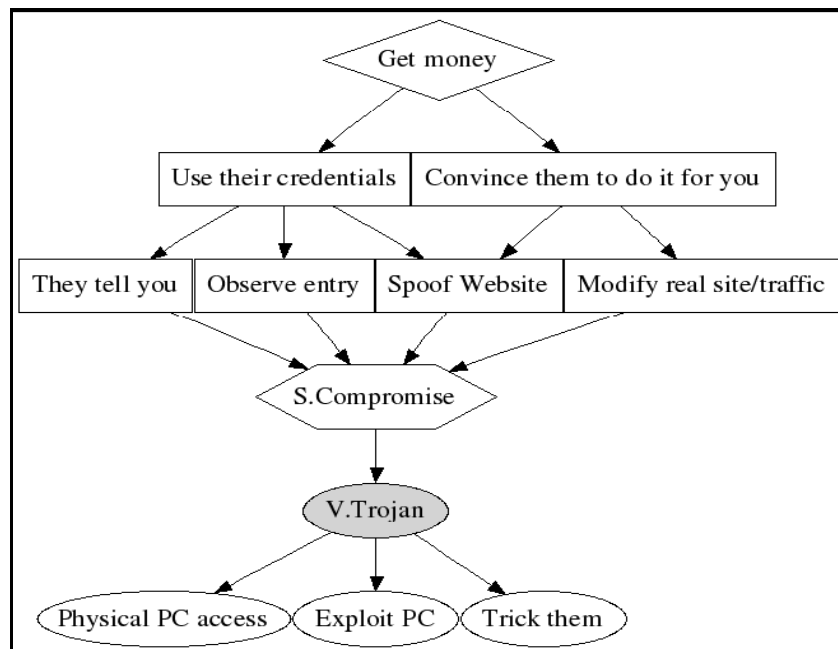 Get money
Use their credentials
Convince them to do it for you
They tell you
Observe entry
Spoof Website
Modify real site/traffic
S.Compromise
V.Trojan
Physical PC access
Exploit PC
Trick them